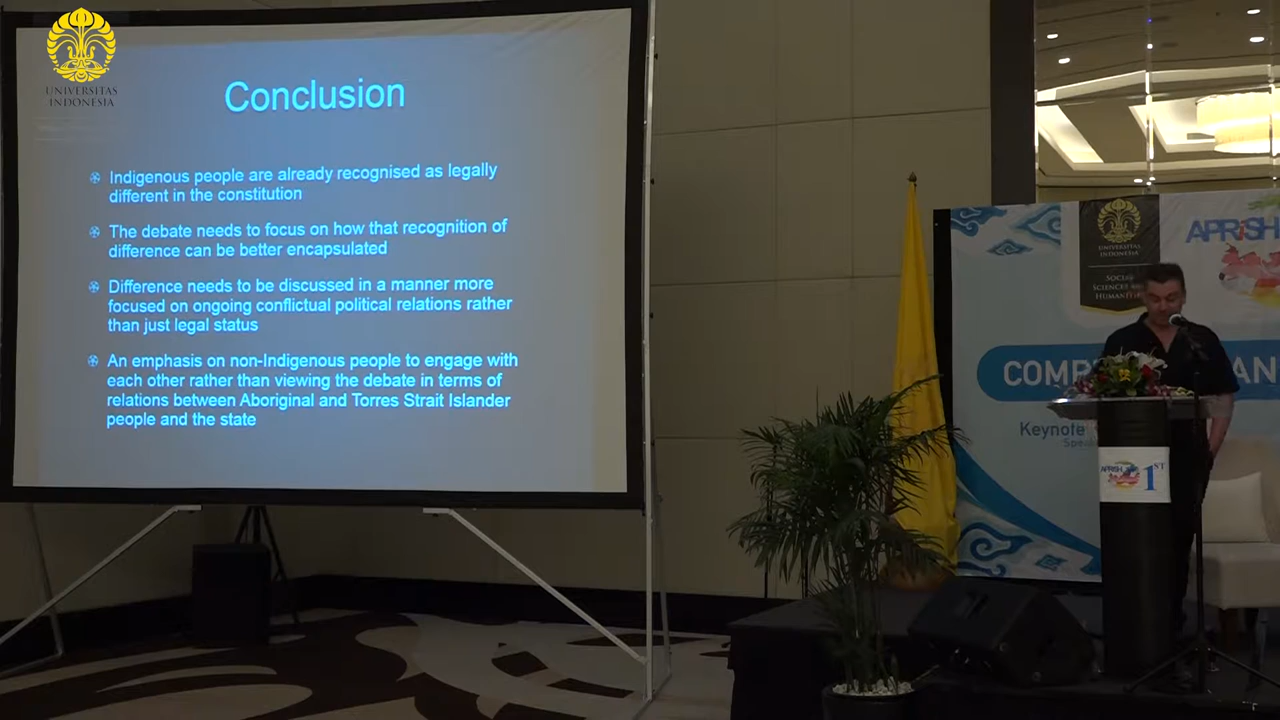 UNIVERSITAS
INDONESIA
Conclusion
Indigenous people are already recognised as legally
different in the constitution
The debate needs to focus on how that recognition of
difference can be better encapsulated
Difference needs to be discussed in a manner more
focused on ongoing conflictual political relations rather
than just legal status
An emphasis on non-Indigenous people to engage with
each other rather than viewing the debate in terms of
relations between Aboriginal and Torres Strait Islander
people and the state
UNIVERSITAS
INDONESIA
APRiSH
Keynote
1ST